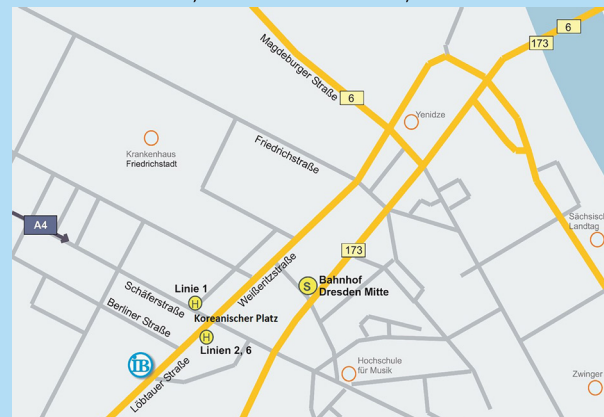 6
173
Magdeburger Straße
6
Yenidze
Krankenhaus
Friedrichstadt
Friedrichstraße
Sächsisch
Landtag
A4
173
Weißeritzstraße
Bahnhof
Dresden Mitte
S
Linie 1
H
Schäferstraße
Koreanischer Platz
Berliner Straße
H
Linien 2, 6
IB
Löbtauer Straße
Hochschule
für Musik
Zwinger